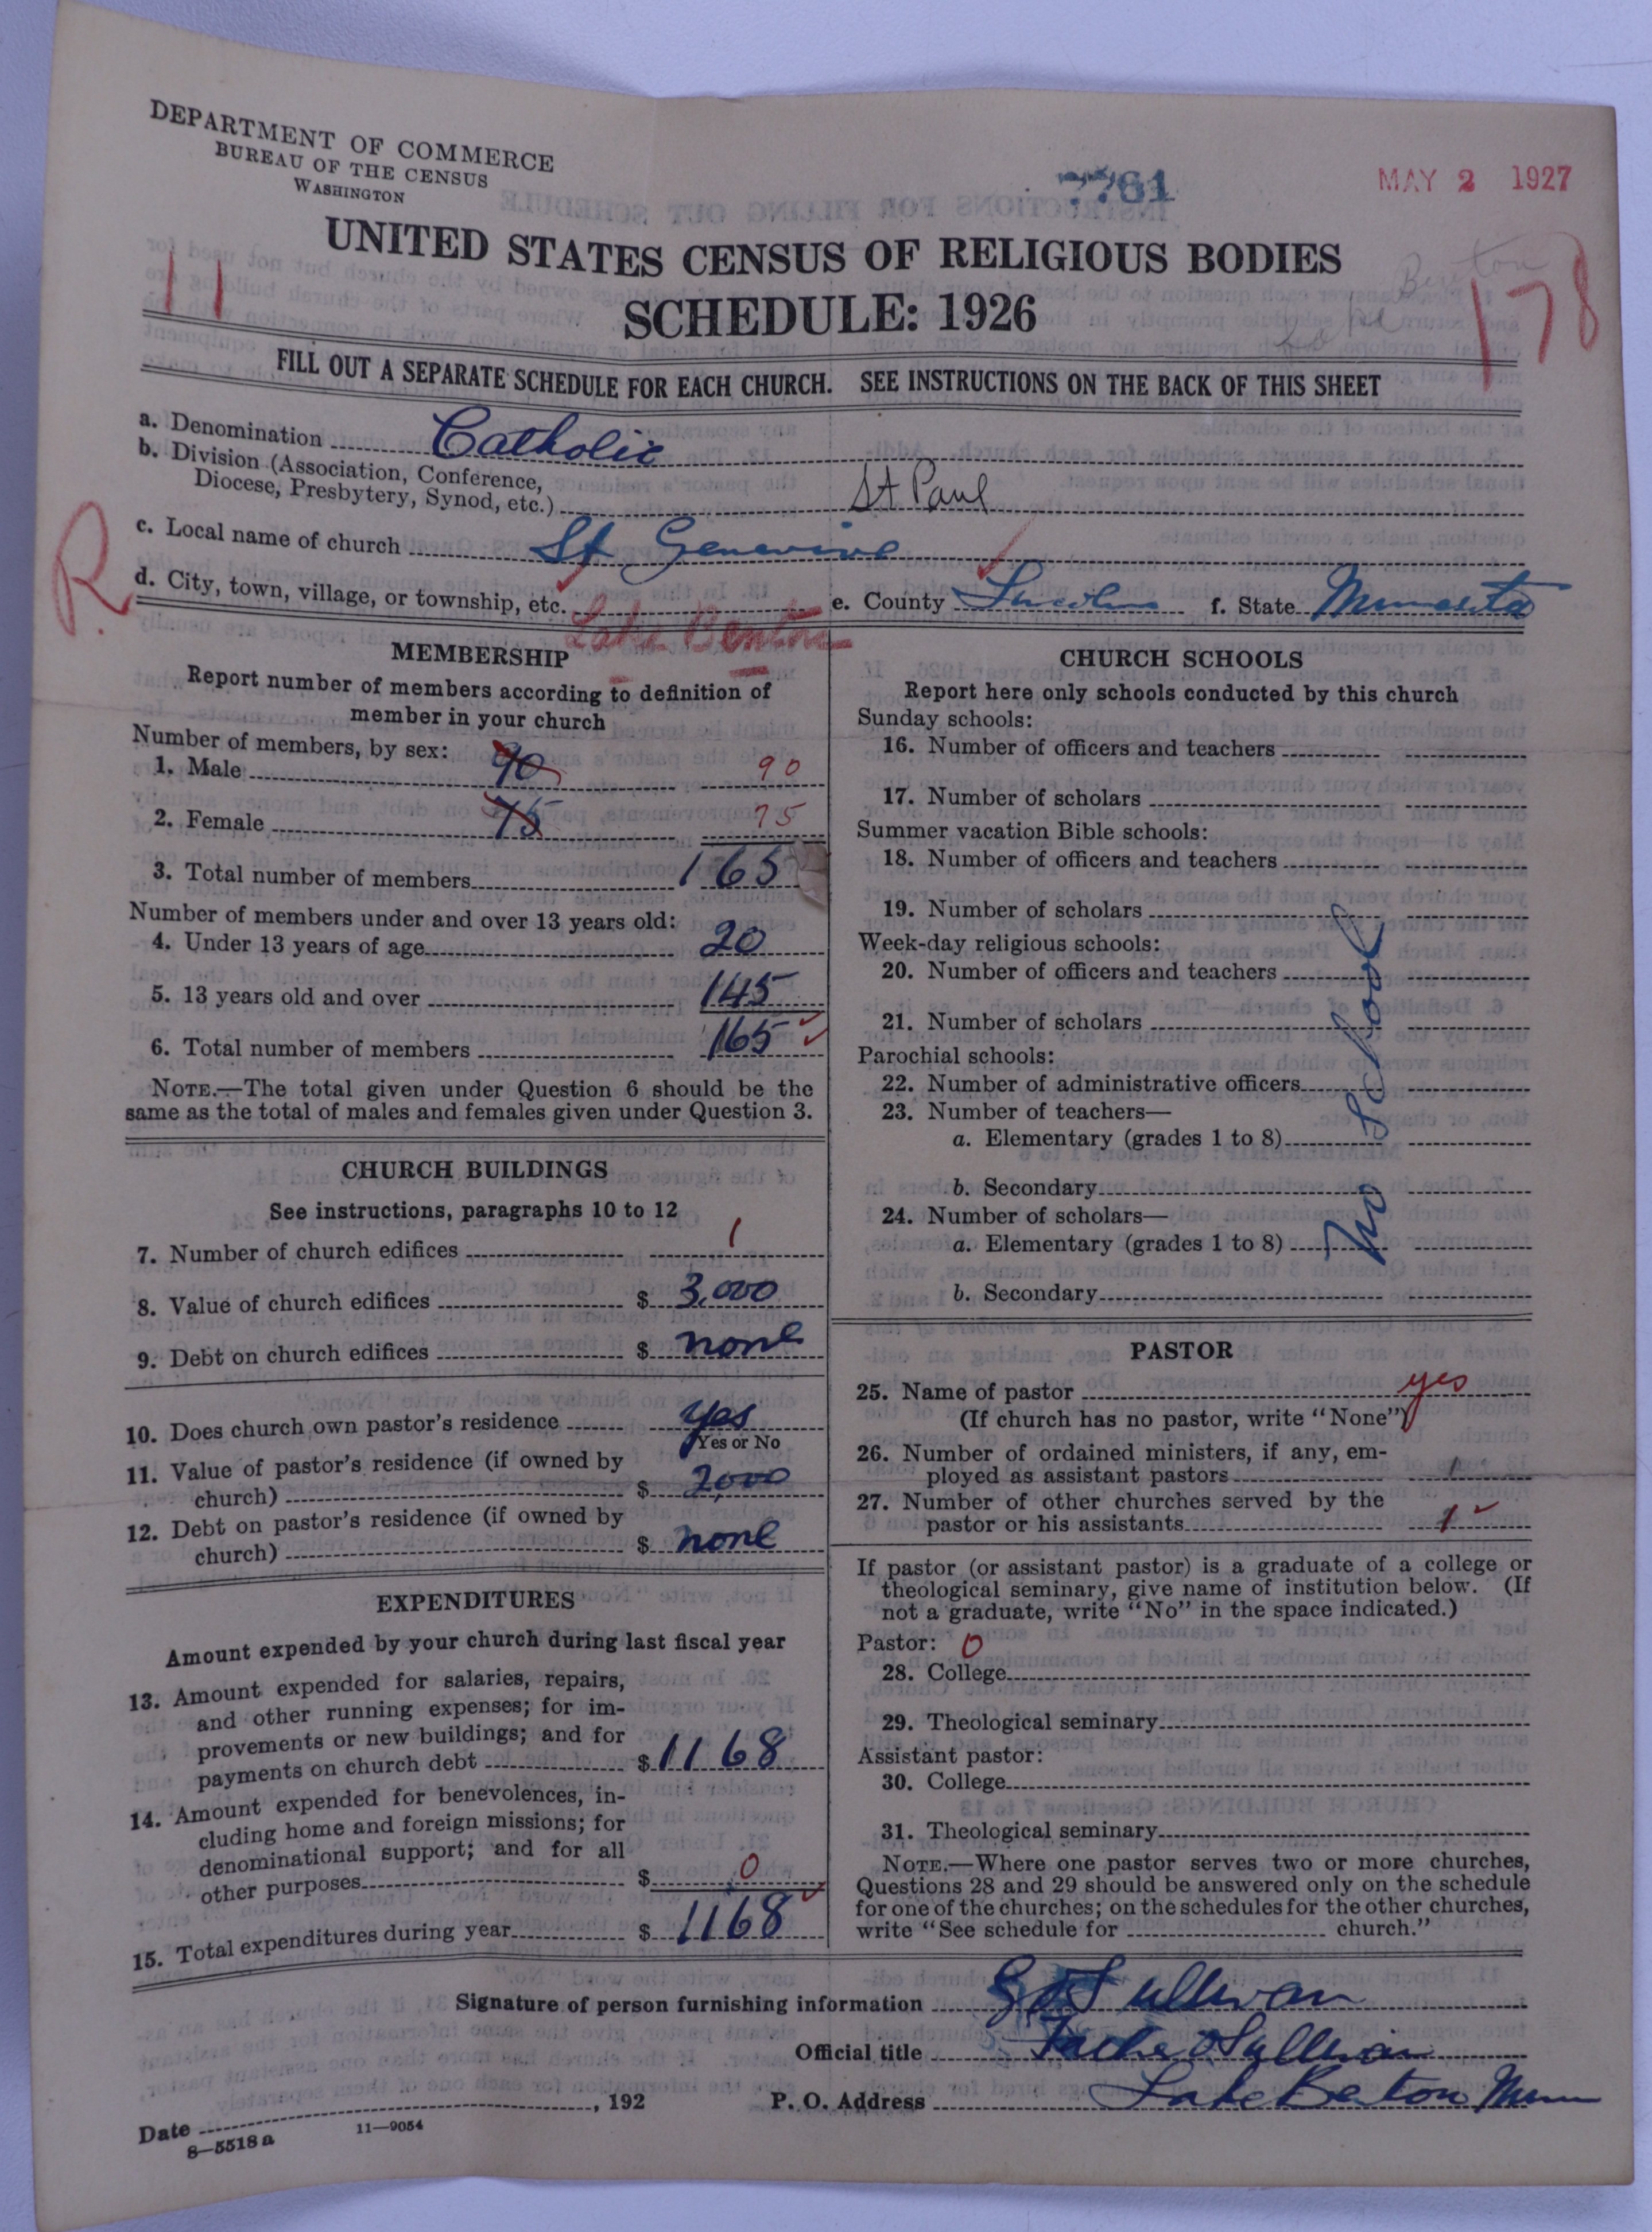 DEPARTMENT OF COMMERCE
BUREAU OF THE CENSUS
WASHINGTON
7761
MAY 2 1927
UNITED STATES CENSUS OF RELIGIOUS BODIES
SCHEDULE: 1926
11
Lake Benton
178
FILL OUT A SEPARATE SCHEDULE FOR EACH CHURCH. SEE INSTRUCTIONS ON THE BACK OF THIS SHEET
a. Denomination Catholic
b. Division (Association, Conference,
Diocese, Presbytery, Synod, etc.) St Paul
c. Local name of church St Genevive
R
d. City, town, village, or township, etc. Lake Benton e. County Lincoln f. State Minnesota
MEMBERSHIP
Report number of members according to definition of
member in your church
Number of members, by sex:
1. Male 90 90
2. Female 75 75
3. Total number of members 165
Number of members under and over 13 years old:
4. Under 13 years of age 20
5. 13 years old and over 145
6. Total number of members 165
NOTE.—The total given under Question 6 should be the
same as the total of males and females given under Question 3.
CHURCH BUILDINGS
See instructions, paragraphs 10 to 12
7. Number of church edifices 1
8. Value of church edifices $ 3,000
9. Debt on church edifices $ none
10. Does church own pastor's residence yes
Yes or No
11. Value of pastor's residence (if owned by
church) $ 2,000
12. Debt on pastor's residence (if owned by
church) $ none
EXPENDITURES
Amount expended by your church during last fiscal year
13. Amount expended for salaries, repairs,
and other running expenses; for im-
provements or new buildings; and for
payments on church debt $ 1168
14. Amount expended for benevolences, in-
cluding home and foreign missions; for
denominational support; and for all
other purposes $ 0
15. Total expenditures during year $ 1168
CHURCH SCHOOLS
Report here only schools conducted by this church
Sunday schools:
16. Number of officers and teachers
17. Number of scholars
Summer vacation Bible schools:
18. Number of officers and teachers
19. Number of scholars
Week-day religious schools:
20. Number of officers and teachers
21. Number of scholars
Parochial schools:
22. Number of administrative officers
23. Number of teachers—
a. Elementary (grades 1 to 8)
b. Secondary
24. Number of scholars—
a. Elementary (grades 1 to 8)
b. Secondary
No School
PASTOR
25. Name of pastor yes
(If church has no pastor, write "None")
26. Number of ordained ministers, if any, em-
ployed as assistant pastors
27. Number of other churches served by the
pastor or his assistants 1
If pastor (or assistant pastor) is a graduate of a college or
theological seminary, give name of institution below. (If
not a graduate, write "No" in the space indicated.)
Pastor: 0
28. College
29. Theological seminary
Assistant pastor:
30. College
31. Theological seminary
NOTE.—Where one pastor serves two or more churches,
Questions 28 and 29 should be answered only on the schedule
for one of the churches; on the schedules for the other churches,
write "See schedule for church."
Signature of person furnishing information O'Sullivan
Official title Father O'Sullivan
Date , 192 P. O. Address Lake Benton Minn
8—5518a 11—9054